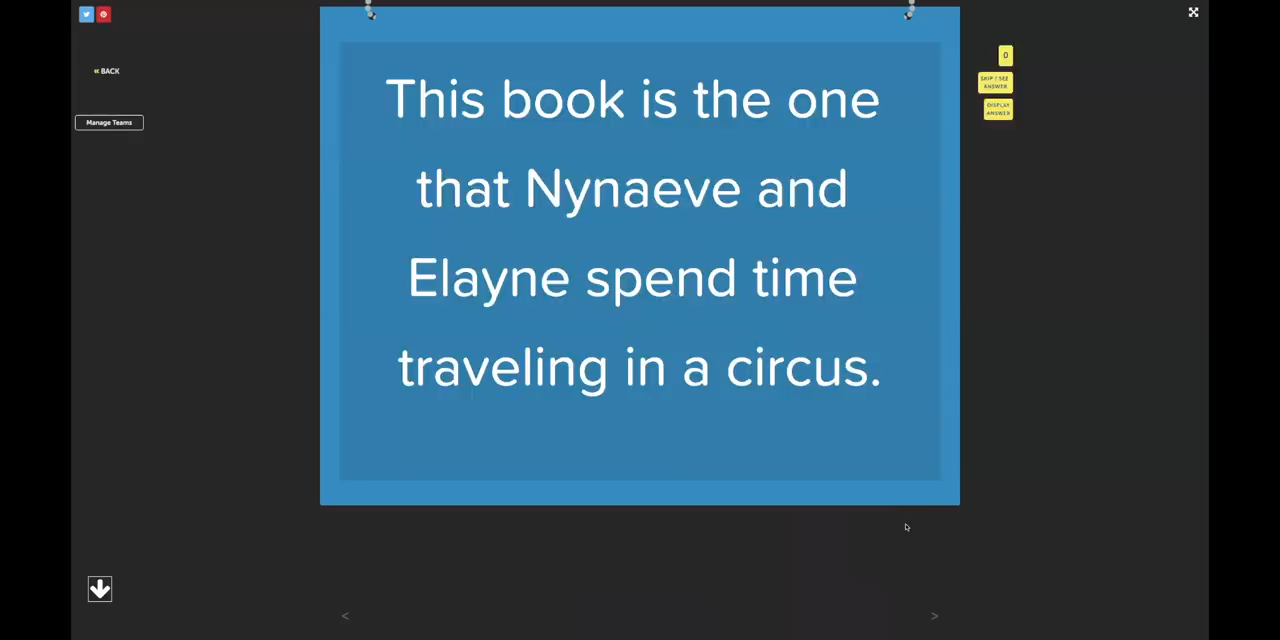 « BACK
Manage Teams
This book is the one
that Nynaeve and
Elayne spend time
traveling in a circus.
0
SKIP / SEE
ANSWER
DISPLAY
ANSWER
<
>